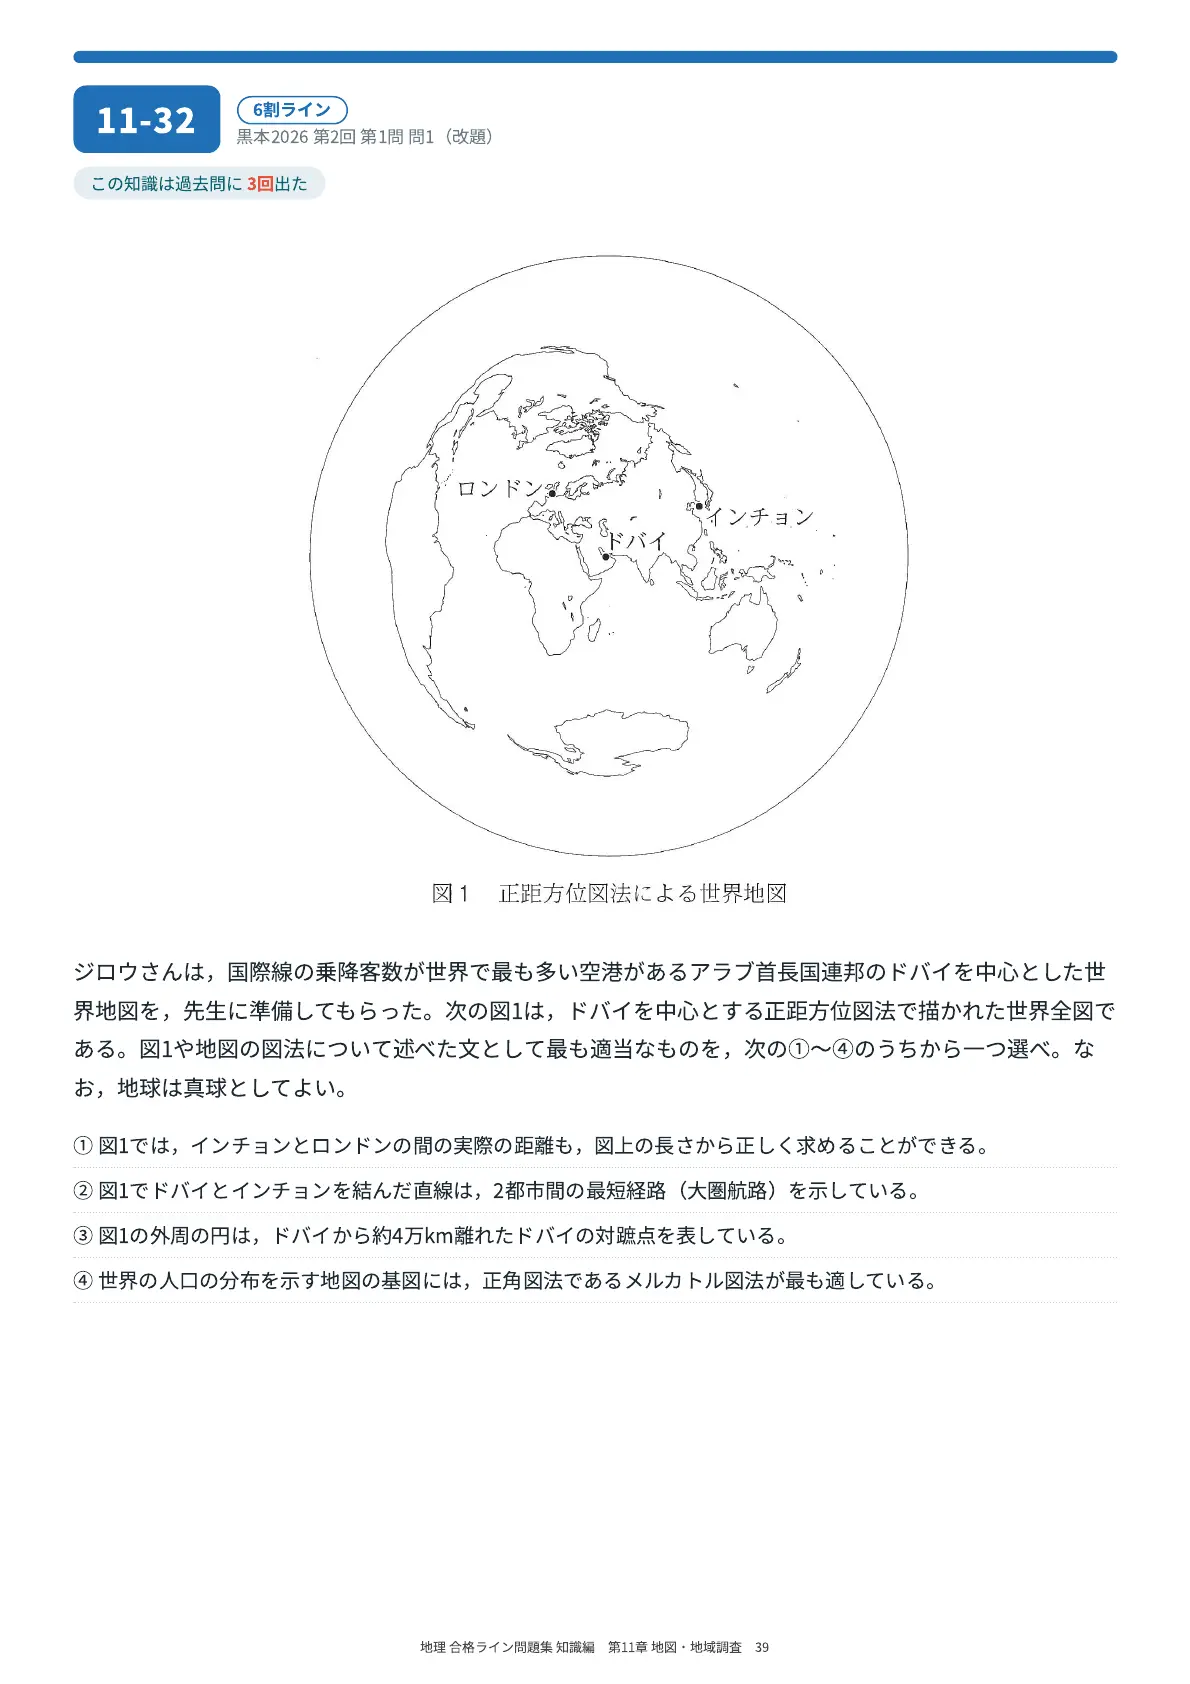 11-32
6割ライン
黒本2026 第2回 第1問 問1（改題）
この知識は過去問に 3回出た
ロンドン
インチョン
ドバイ
図1 正距方位図法による世界地図
ジロウさんは，国際線の乗降客数が世界で最も多い空港があるアラブ首長国連邦のドバイを中心とした世
界地図を，先生に準備してもらった。次の図1は，ドバイを中心とする正距方位図法で描かれた世界全図で
ある。図1や地図の図法について述べた文として最も適当なものを，次の①～④のうちから一つ選べ。な
お，地球は真球としてよい。
① 図1では，インチョンとロンドンの間の実際の距離も，図上の長さから正しく求めることができる。
② 図1でドバイとインチョンを結んだ直線は，2都市間の最短経路（大圏航路）を示している。
③ 図1の外周の円は，ドバイから約4万km離れたドバイの対蹠点を表している。
④ 世界の人口の分布を示す地図の基図には，正角図法であるメルカトル図法が最も適している。
地理 合格ライン問題集 知識編 第11章 地図・地域調査 39